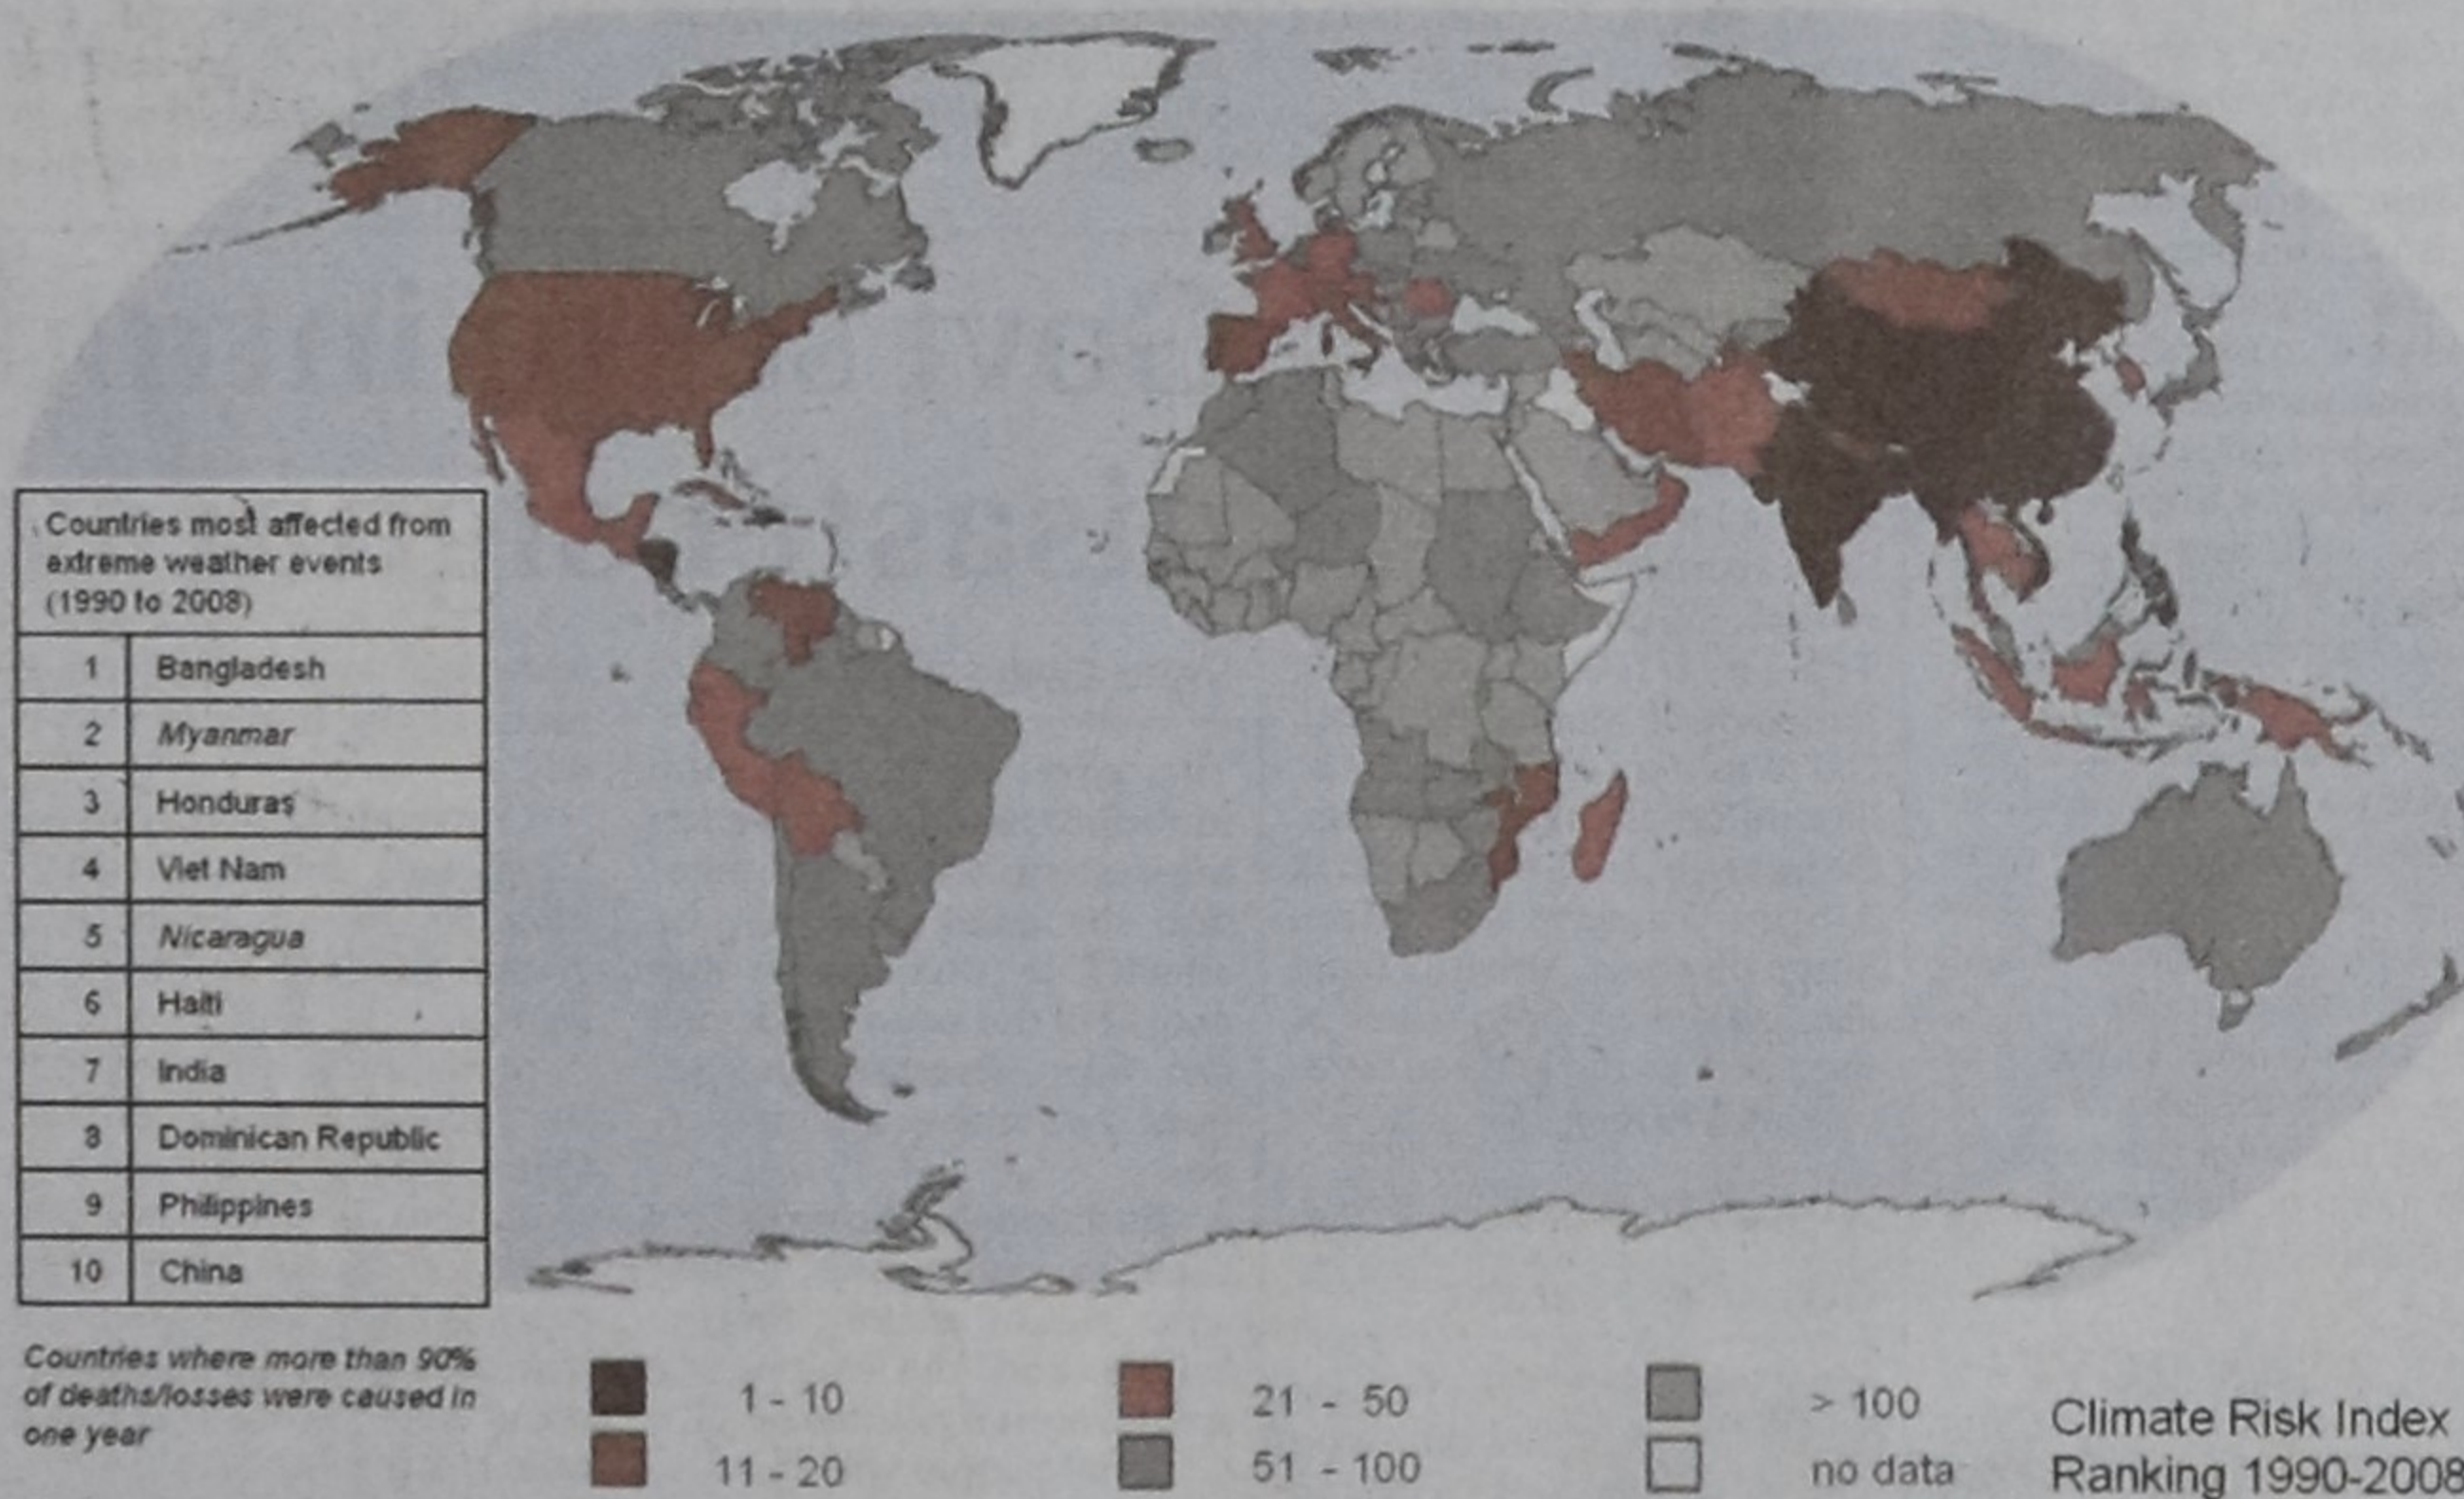 Countries most affected from
extreme weather events
(1990 to 2008)
1 Bangladesh
2 Myanmar
3 Honduras
4 Viet Nam
5 Nicaragua
6 Haiti
7 India
8 Dominican Republic
9 Philippines
10 China
Countries where more than 90%
of deaths/losses were caused in
one year
1 - 10
11 - 20
21 - 50
51 - 100
> 100
no data
Climate Risk Index
Ranking 1990-2008